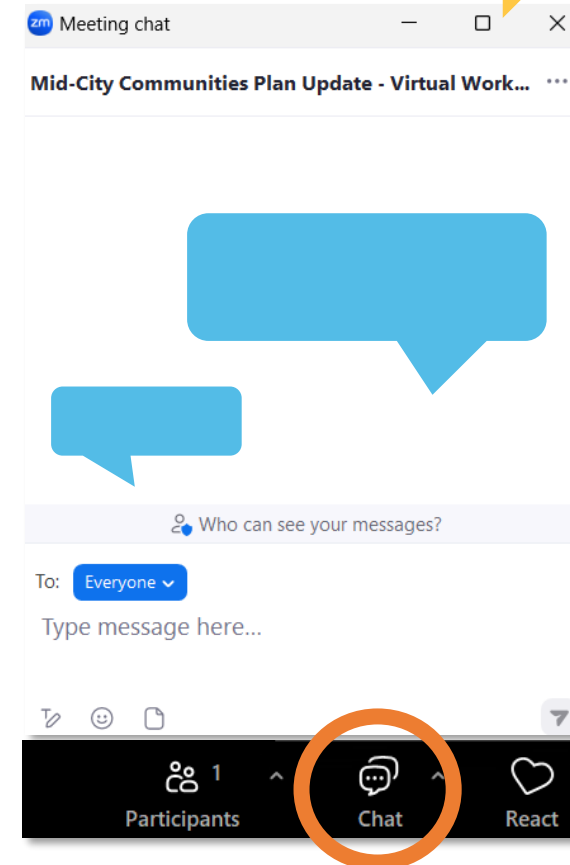 zm Meeting chat
Mid-City Communities Plan Update - Virtual Work...
Who can see your messages?
To: Everyone
Type message here...
1
Participants Chat React